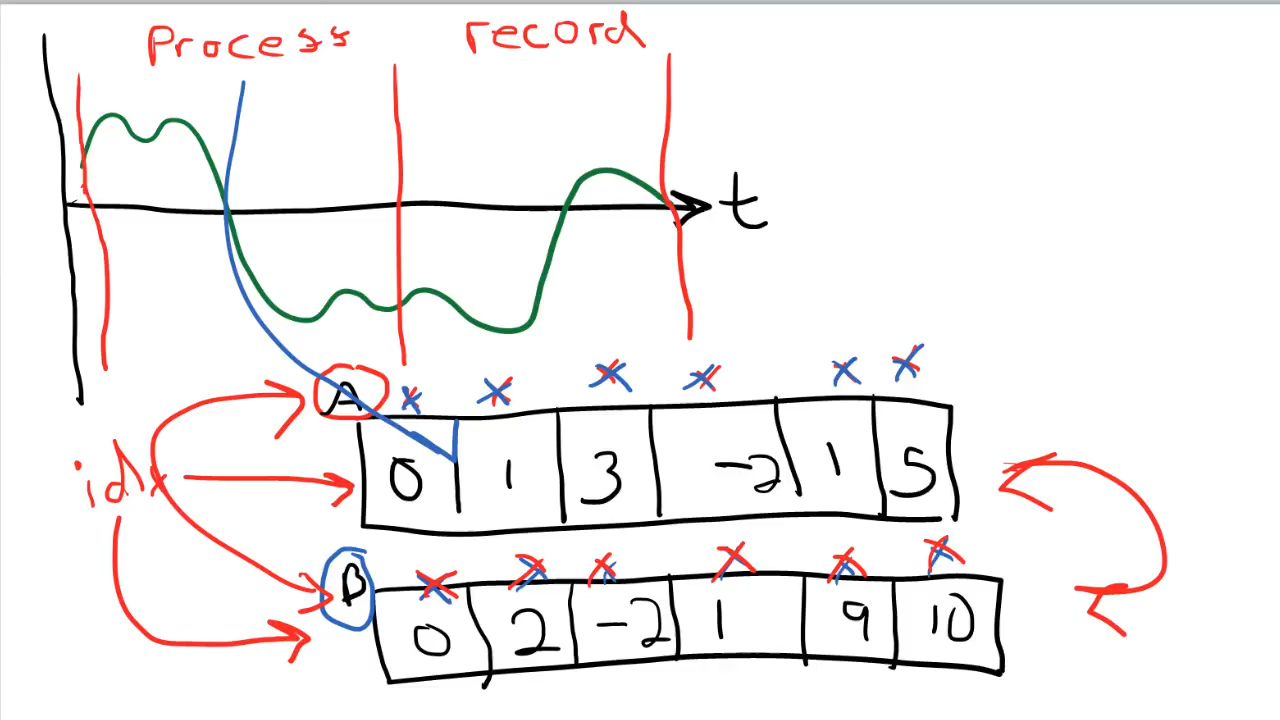 Process record
t
A
0 1 3 -2 1 5
idx
B
0 2 -2 1 9 10